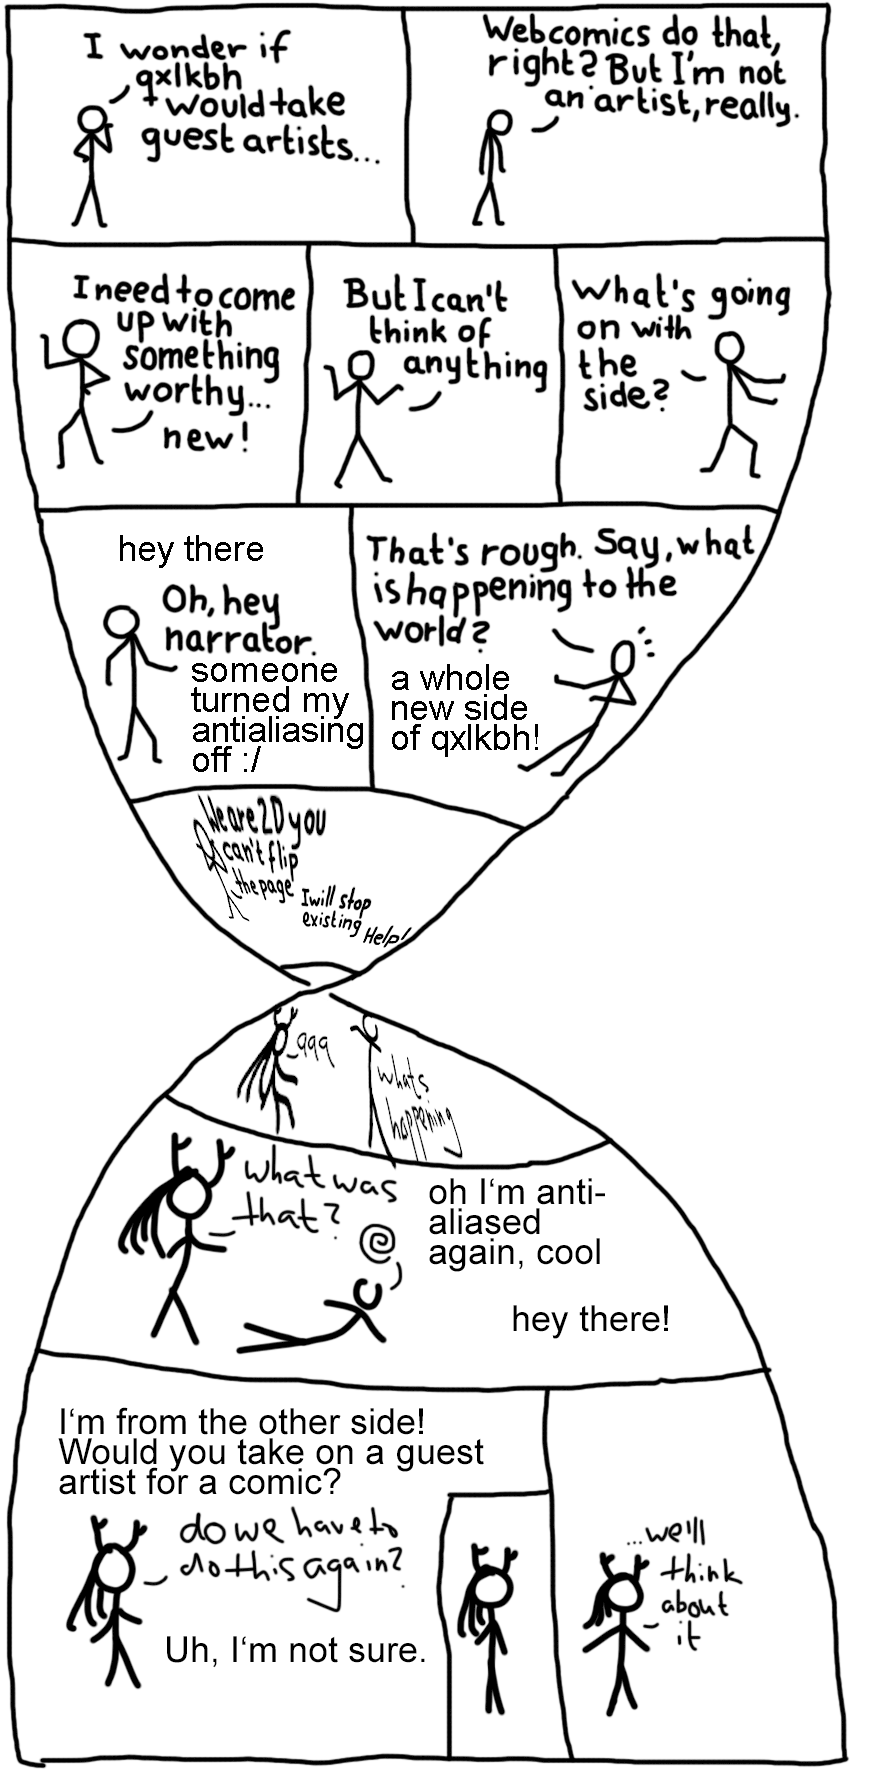 I wonder if
qxlkbh
would take
guest artists...
Webcomics do that,
right? But I'm not
an artist, really.
I need to come
up with
something
worthy...
new!
But I can't
think of
anything
What's going
on with
the
side?
hey there
Oh, hey
narrator.
someone
turned my
antialiasing
off :/
That's rough. Say, what
is happening to the
world?
a whole
new side
of qxlkbh!
We are 2D you
can't flip
the page
I will stop
existing
Help!
aaa
whats
happening
what was
that?
oh I'm anti-
aliased
again, cool
hey there!
I'm from the other side!
Would you take on a guest
artist for a comic?
do we have to
do this again?
Uh, I'm not sure.
...we'll
think
about
it